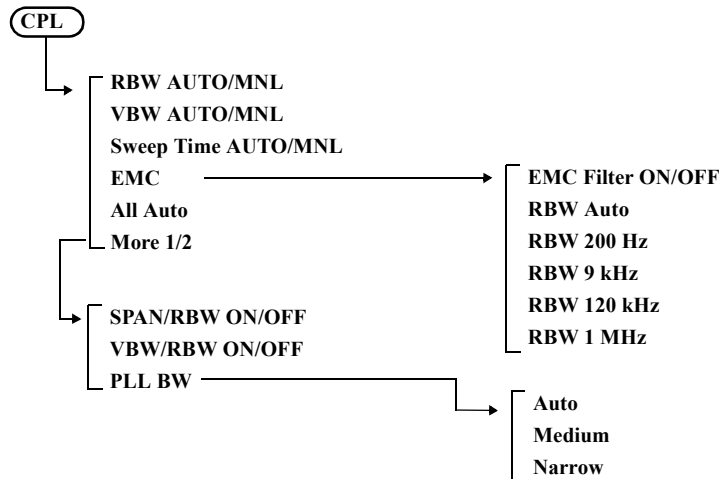 CPL
RBW AUTO/MNL
VBW AUTO/MNL
Sweep Time AUTO/MNL
EMC
All Auto
More 1/2
EMC Filter ON/OFF
RBW Auto
RBW 200 Hz
RBW 9 kHz
RBW 120 kHz
RBW 1 MHz
SPAN/RBW ON/OFF
VBW/RBW ON/OFF
PLL BW
Auto
Medium
Narrow